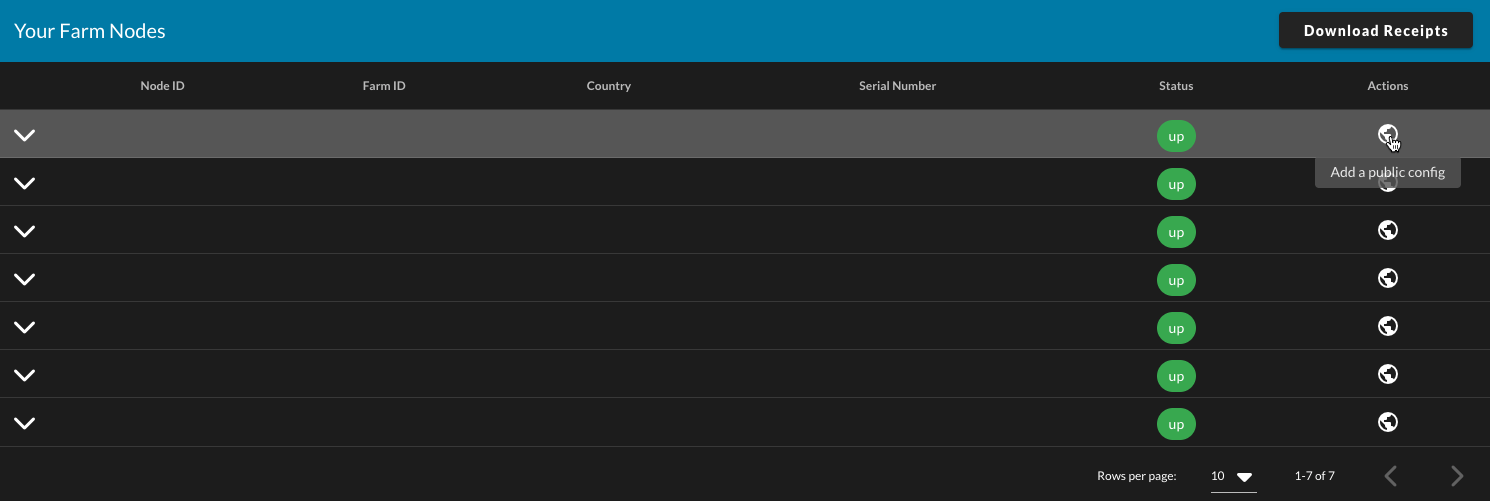 Your Farm Nodes
Download Receipts
Node ID Farm ID Country Serial Number Status Actions
up
Add a public config
up
up
up
up
up
up
Rows per page: 10 1-7 of 7